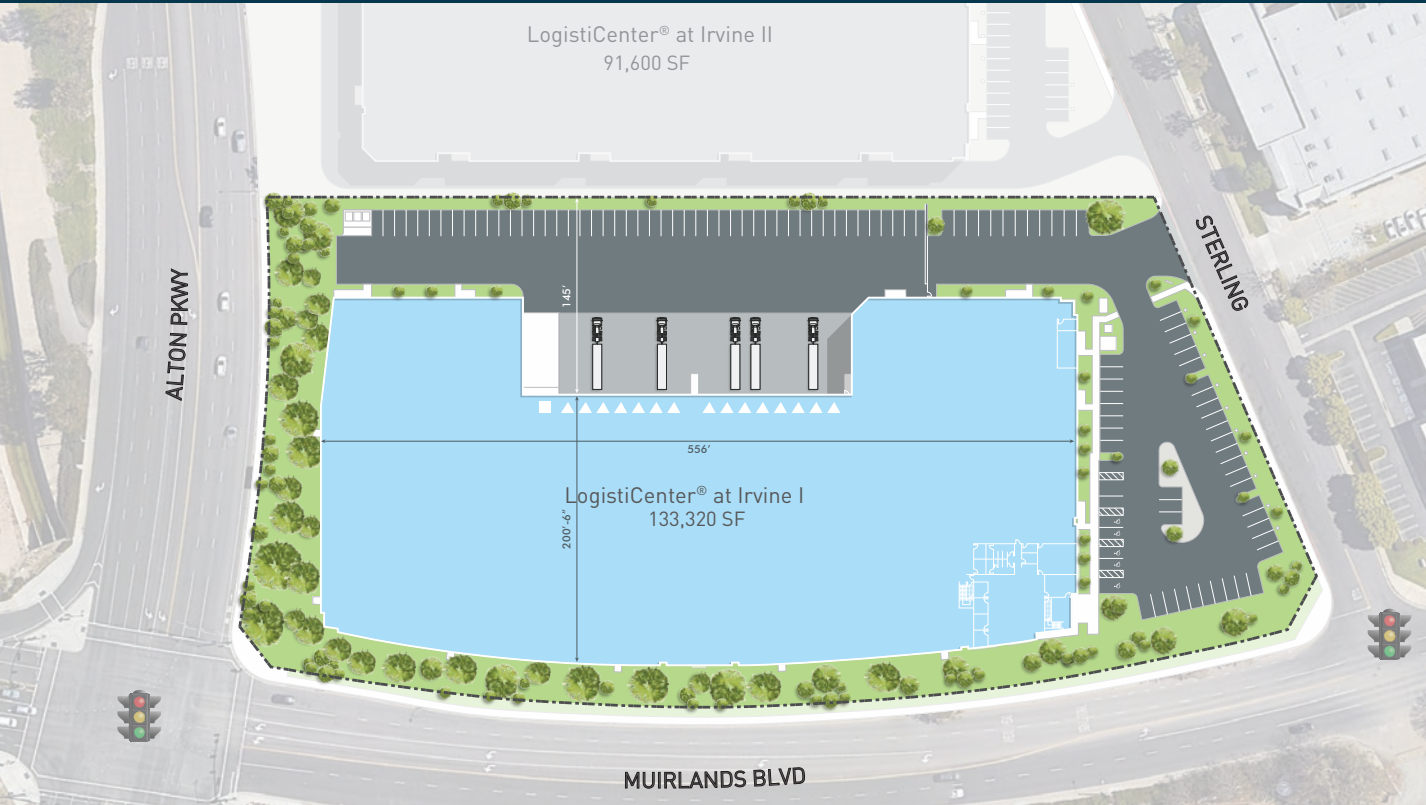 LogistiCenter® at Irvine II
91,600 SF
STERLING
ALTON PKWY
145'
556'
LogistiCenter® at Irvine I
133,320 SF
200'-6"
MUIRLANDS BLVD